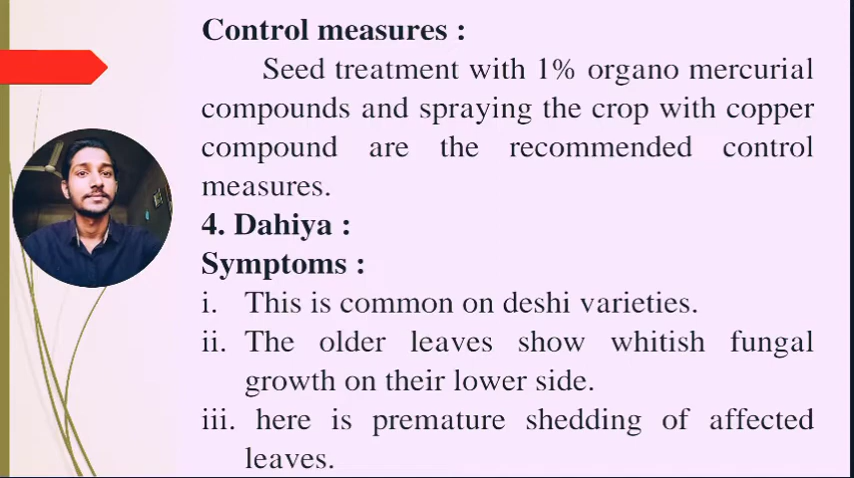 Control measures :
Seed treatment with 1% organo mercurial
compounds and spraying the crop with copper
compound are the recommended control
measures.
4. Dahiya :
Symptoms :
i. This is common on deshi varieties.
ii. The older leaves show whitish fungal
growth on their lower side.
iii. here is premature shedding of affected
leaves.